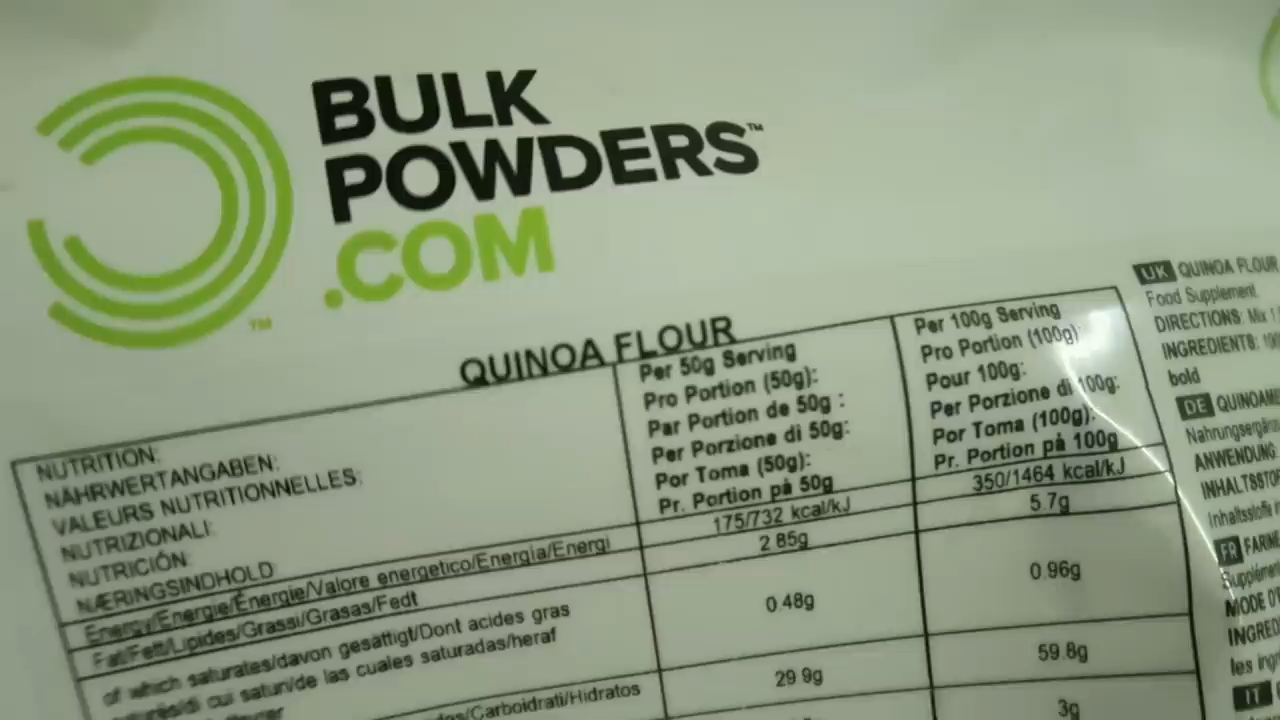 BULK
POWDERS™
.COM
™
QUINOA FLOUR
NUTRITION:
NÄHRWERTANGABEN:
VALEURS NUTRITIONNELLES:
NUTRIZIONALI:
NUTRICIÓN:
NÆRINGSINDHOLD
Per 50g Serving
Pro Portion (50g):
Par Portion de 50g :
Per Porzione di 50g:
Por Toma (50g):
Pr. Portion på 50g
Per 100g Serving
Pro Portion (100g):
Pour 100g:
Per Porzione di 100g:
Por Toma (100g):
Pr. Portion på 100g
Energy/Energie/Énergie/Valore energetico/Energía/Energi
175/732 kcal/kJ
350/1464 kcal/kJ
Fat/Fett/Lipides/Grassi/Grasas/Fedt
2.85g
5.7g
of which saturates/davon gesättigt/Dont acides gras
di cui saturi/de las cuales saturadas/heraf
0.48g
0.96g
/Carboidrati/Hidratos
29.9g
59.8g
3g
UK QUINOA FLOUR
Food Supplement.
DIRECTIONS: Mix 1
INGREDIENTS:
bold
DE
ANWENDUNG:
Inhaltsstoffe
FR
les
IT